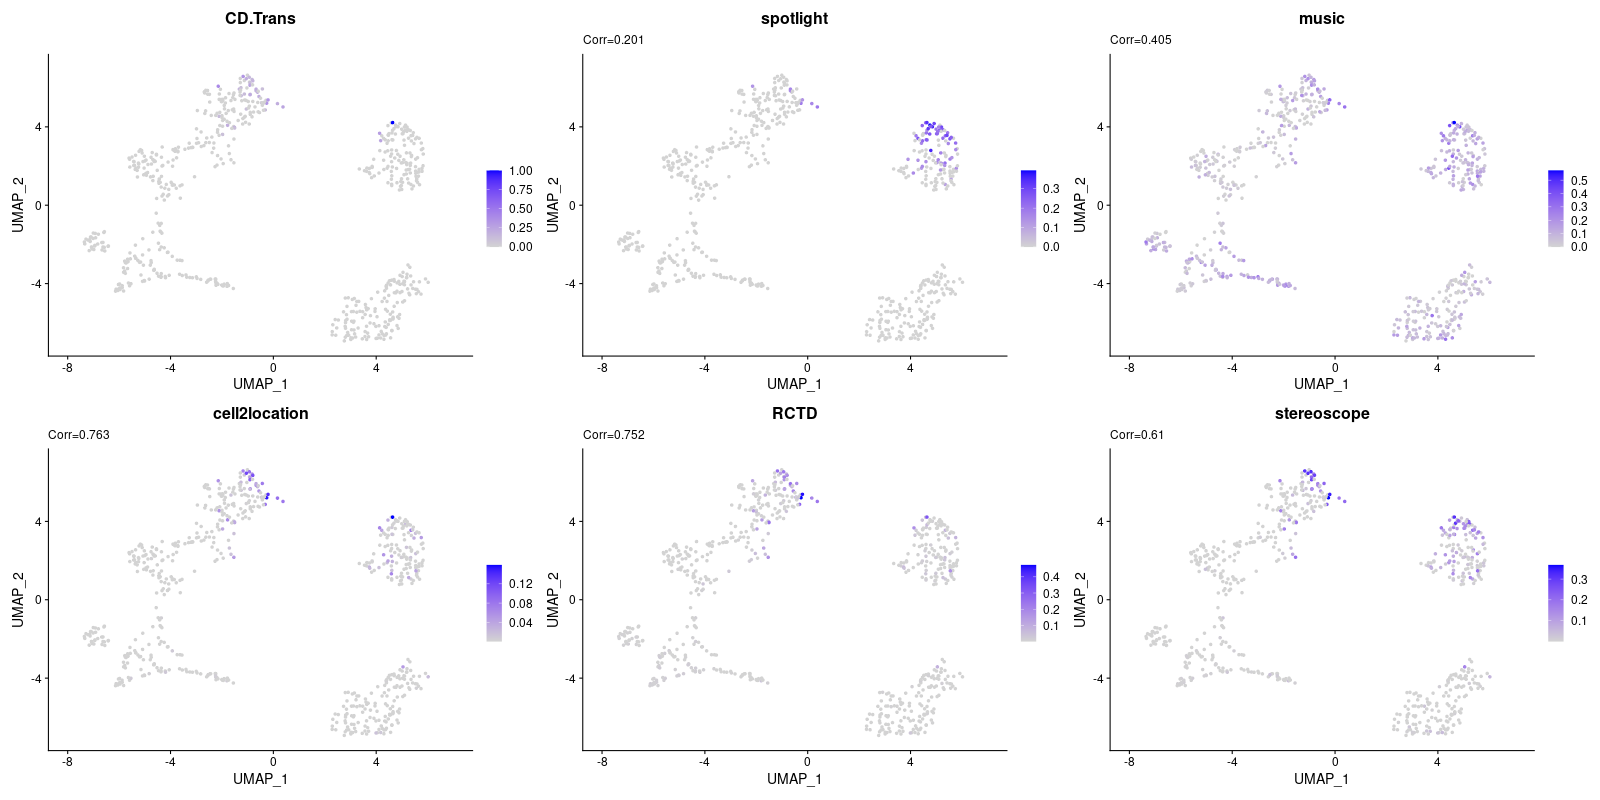 CD.Trans
UMAP_2
4
0
-4
-8
-4
0
4
UMAP_1
1.00
0.75
0.50
0.25
0.00
spotlight
Corr=0.201
UMAP_2
4
0
-4
-8
-4
0
4
UMAP_1
0.3
0.2
0.1
0.0
music
Corr=0.405
UMAP_2
4
0
-4
-8
-4
0
4
UMAP_1
0.5
0.4
0.3
0.2
0.1
0.0
cell2location
Corr=0.763
UMAP_2
4
0
-4
-8
-4
0
4
UMAP_1
0.12
0.08
0.04
RCTD
Corr=0.752
UMAP_2
4
0
-4
-8
-4
0
4
UMAP_1
0.4
0.3
0.2
0.1
stereoscope
Corr=0.61
UMAP_2
4
0
-4
-8
-4
0
4
UMAP_1
0.3
0.2
0.1